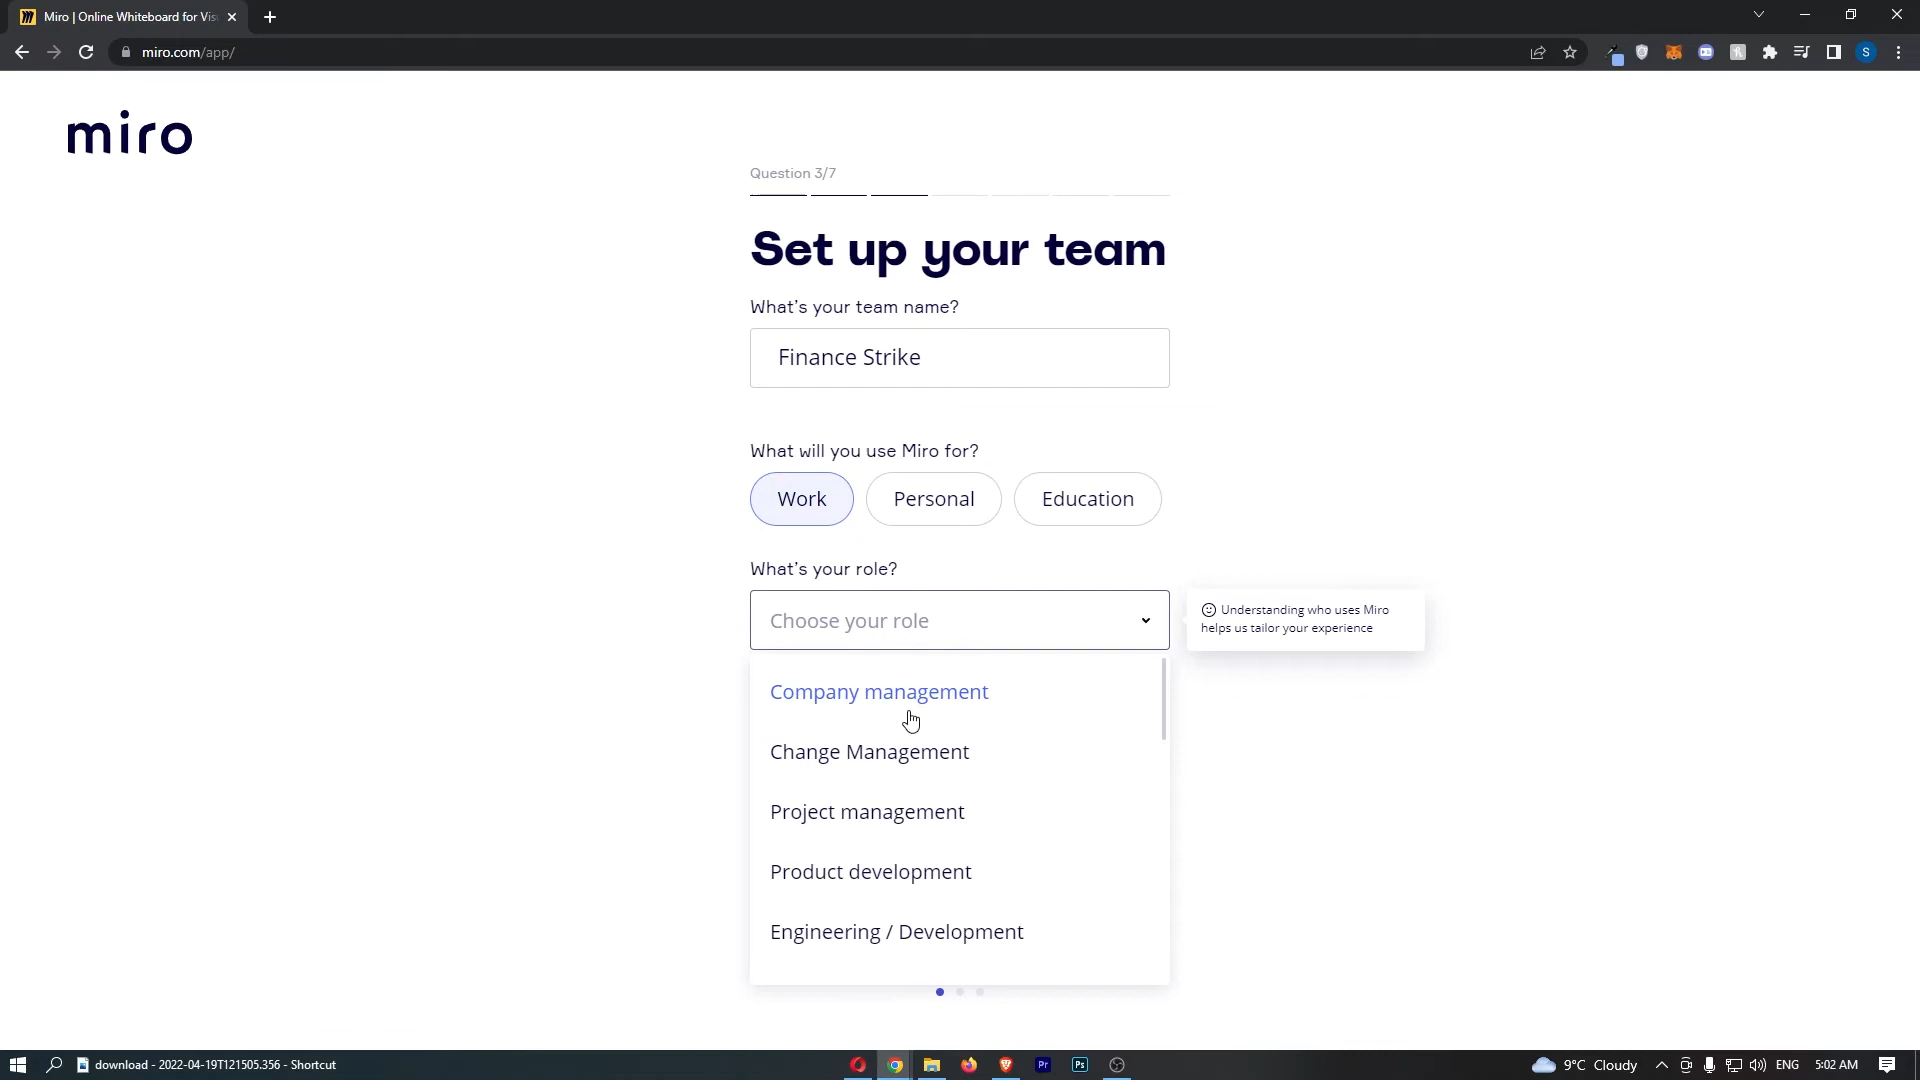 Miro | Online Whiteboard for Vis
miro.com/app/
S
miro
Question 3/7
Set up your team
What's your team name?
Finance Strike
What will you use Miro for?
Work
Personal
Education
What's your role?
Choose your role
Understanding who uses Miro
helps us tailor your experience
Company management
Change Management
Project management
Product development
Engineering / Development
download - 2022-04-19T121505.356 - Shortcut
Pr
Ps
9°C Cloudy
ENG
5:02 AM